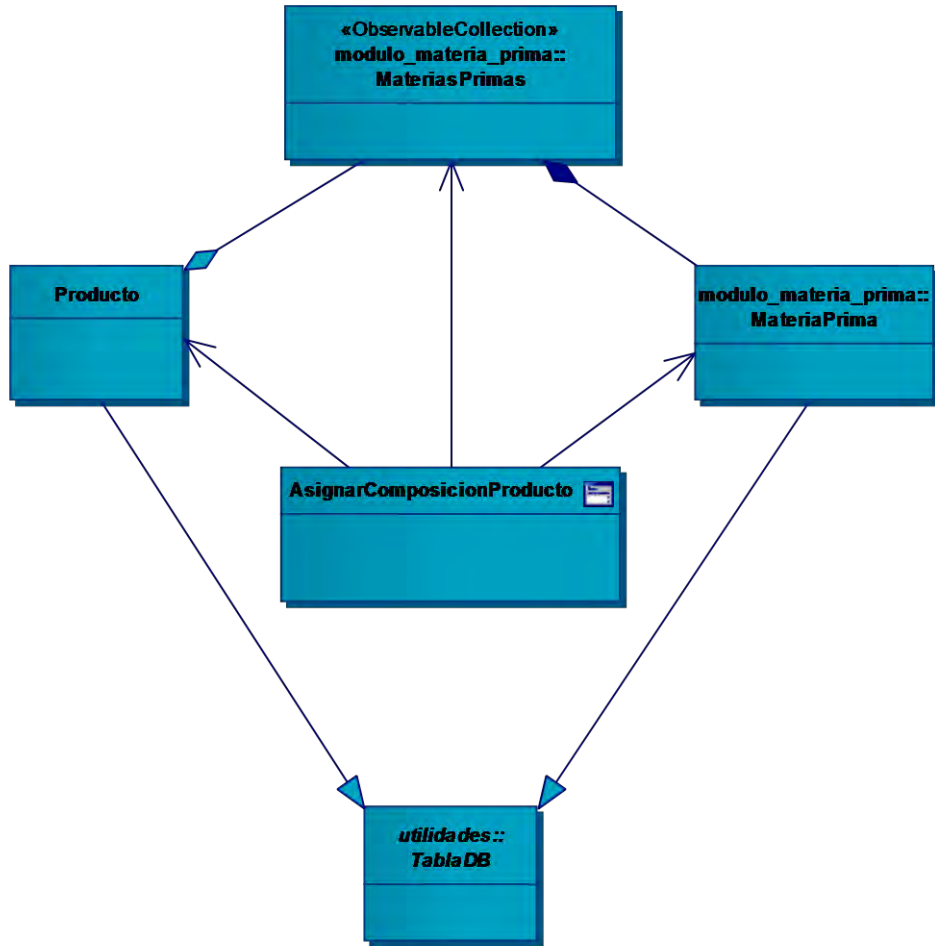 «ObservableCollection»
modulo_materia_prima::
MateriasPrimas
Producto
modulo_materia_prima::
MateriaPrima
AsignarComposicionProducto
utilidades::
TablaDB